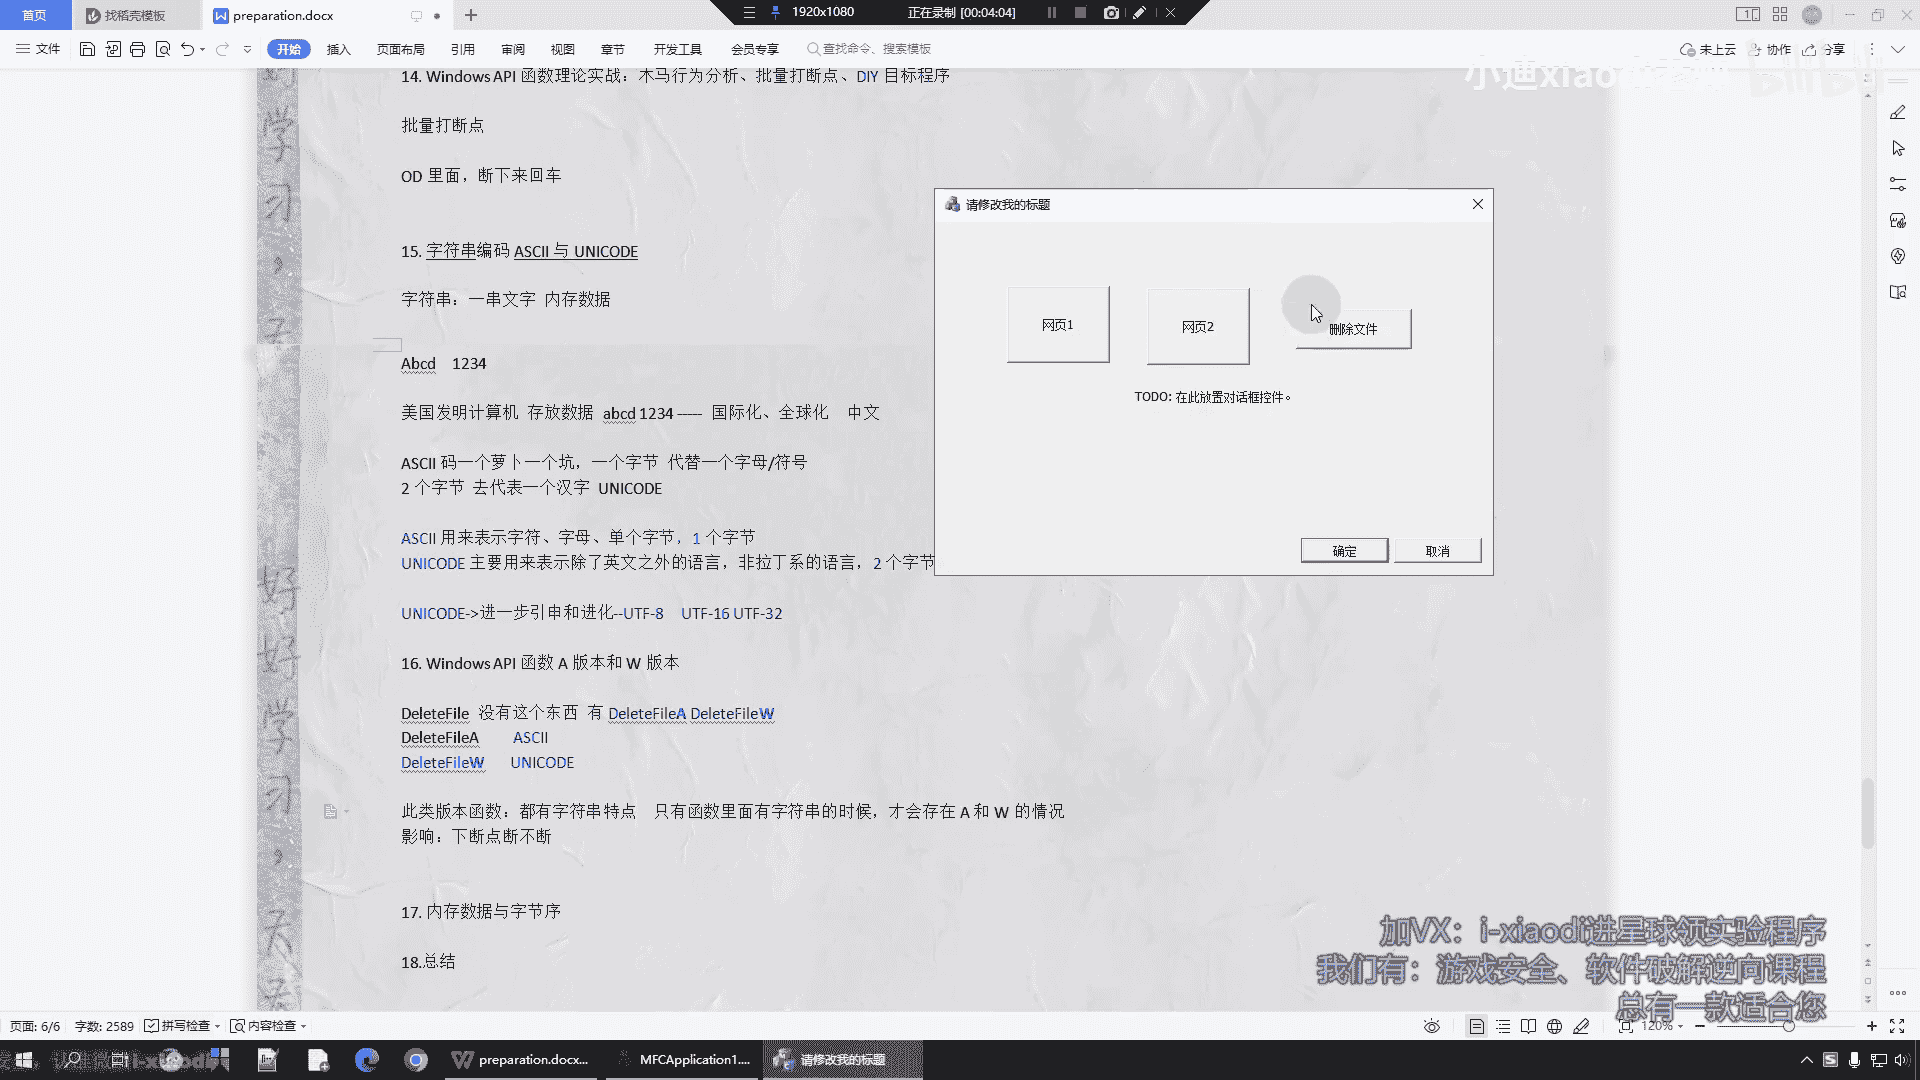 首页
找稻壳模板
preparation.docx
1920x1080
正在录制 [00:04:04]
文件
开始
插入
页面布局
引用
审阅
视图
章节
开发工具
会员专享
查找命令、搜索模板
未上云
协作
分享
小迪xiaodi
bilibili
14. Windows API 函数理论实战：木马行为分析、批量打断点、DIY 目标程序
批量打断点
OD 里面，断下来回车
15. 字符串编码 ASCII 与 UNICODE
字符串：一串文字 内存数据
Abcd 1234
美国发明计算机 存放数据 abcd 1234 ----- 国际化、全球化 中文
ASCII 码一个萝卜一个坑，一个字节 代替一个字母/符号
2 个字节 去代表一个汉字 UNICODE
ASCII 用来表示字符、字母、单个字节，1 个字节
UNICODE 主要用来表示除了英文之外的语言，非拉丁系的语言，2 个字节
UNICODE->进一步引串和进化--UTF-8 UTF-16 UTF-32
16. Windows API 函数 A 版本和 W 版本
DeleteFile 没有这个东西 有 DeleteFileA DeleteFileW
DeleteFileA ASCII
DeleteFileW UNICODE
此类版本函数：都有字符串特点 只有函数里面有字符串的时候，才会存在 A 和 W 的情况
影响：下断点断不断
17. 内存数据与字节序
18.总结
学习，
好好学习，天
请修改我的标题
网页1
网页2
删除文件
TODO: 在此放置对话框控件。
确定
取消
加VX：i-xiaodi进星球领实验程序
我们有：游戏安全、软件破解逆向课程
总有一款适合您
页面: 6/6
字数: 2589
拼写检查
内容检查
120%
i-xiaodi
preparation.docx...
MFCApplication1....
请修改我的标题